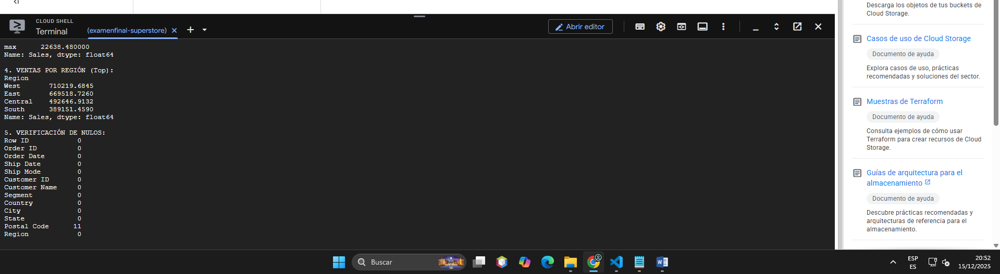 CLOUD SHELL
Terminal
(examenfinal-superstore)
Abrir editor
max      22638.480000
Name: Sales, dtype: float64
4. VENTAS POR REGIÓN (Top):
Region
West       710219.6845
East       669518.7260
Central    492646.9132
South      389151.4590
Name: Sales, dtype: float64
5. VERIFICACIÓN DE NULOS:
Row ID            0
Order ID          0
Order Date        0
Ship Date         0
Ship Mode         0
Customer ID       0
Customer Name     0
Segment           0
Country           0
City              0
State             0
Postal Code      11
Region            0
Descarga los objetos de tus buckets de
Cloud Storage.
Casos de uso de Cloud Storage
Documento de ayuda
Explora casos de uso, prácticas
recomendadas y soluciones del sector.
Muestras de Terraform
Documento de ayuda
Consulta ejemplos de cómo usar
Terraform para crear recursos de Cloud
Storage.
Guías de arquitectura para el
almacenamiento
Documento de ayuda
Descubre prácticas recomendadas y
arquitecturas de referencia para el
almacenamiento.
Buscar
ESP
ES
20:52
15/12/2025